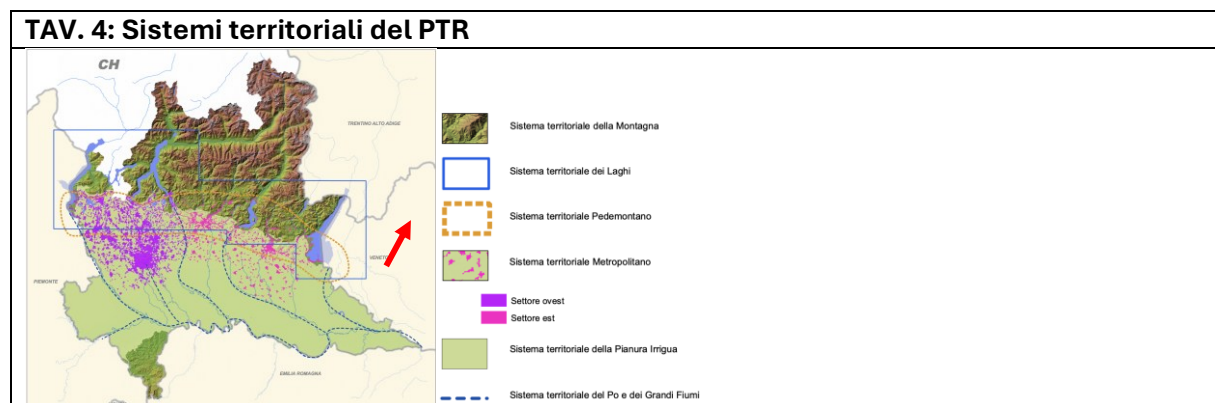 TAV. 4: Sistemi territoriali del PTR
CH
TRENTINO ALTO ADIGE
PIEMONTE
VENETO
EMILIA ROMAGNA
Sistema territoriale della Montagna
Sistema territoriale dei Laghi
Sistema territoriale Pedemontano
Sistema territoriale Metropolitano
Settore ovest
Settore est
Sistema territoriale della Pianura Irrigua
Sistema territoriale del Po e dei Grandi Fiumi